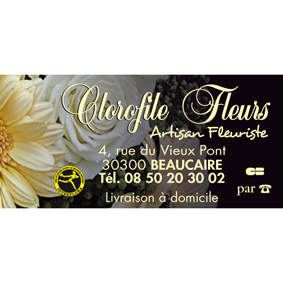 Clorofile Fleurs
Artisan Fleuriste
4, rue du Vieux Pont
30300 BEAUCAIRE
Tél. 08 50 20 30 02
par ☎
Livraison à domicile